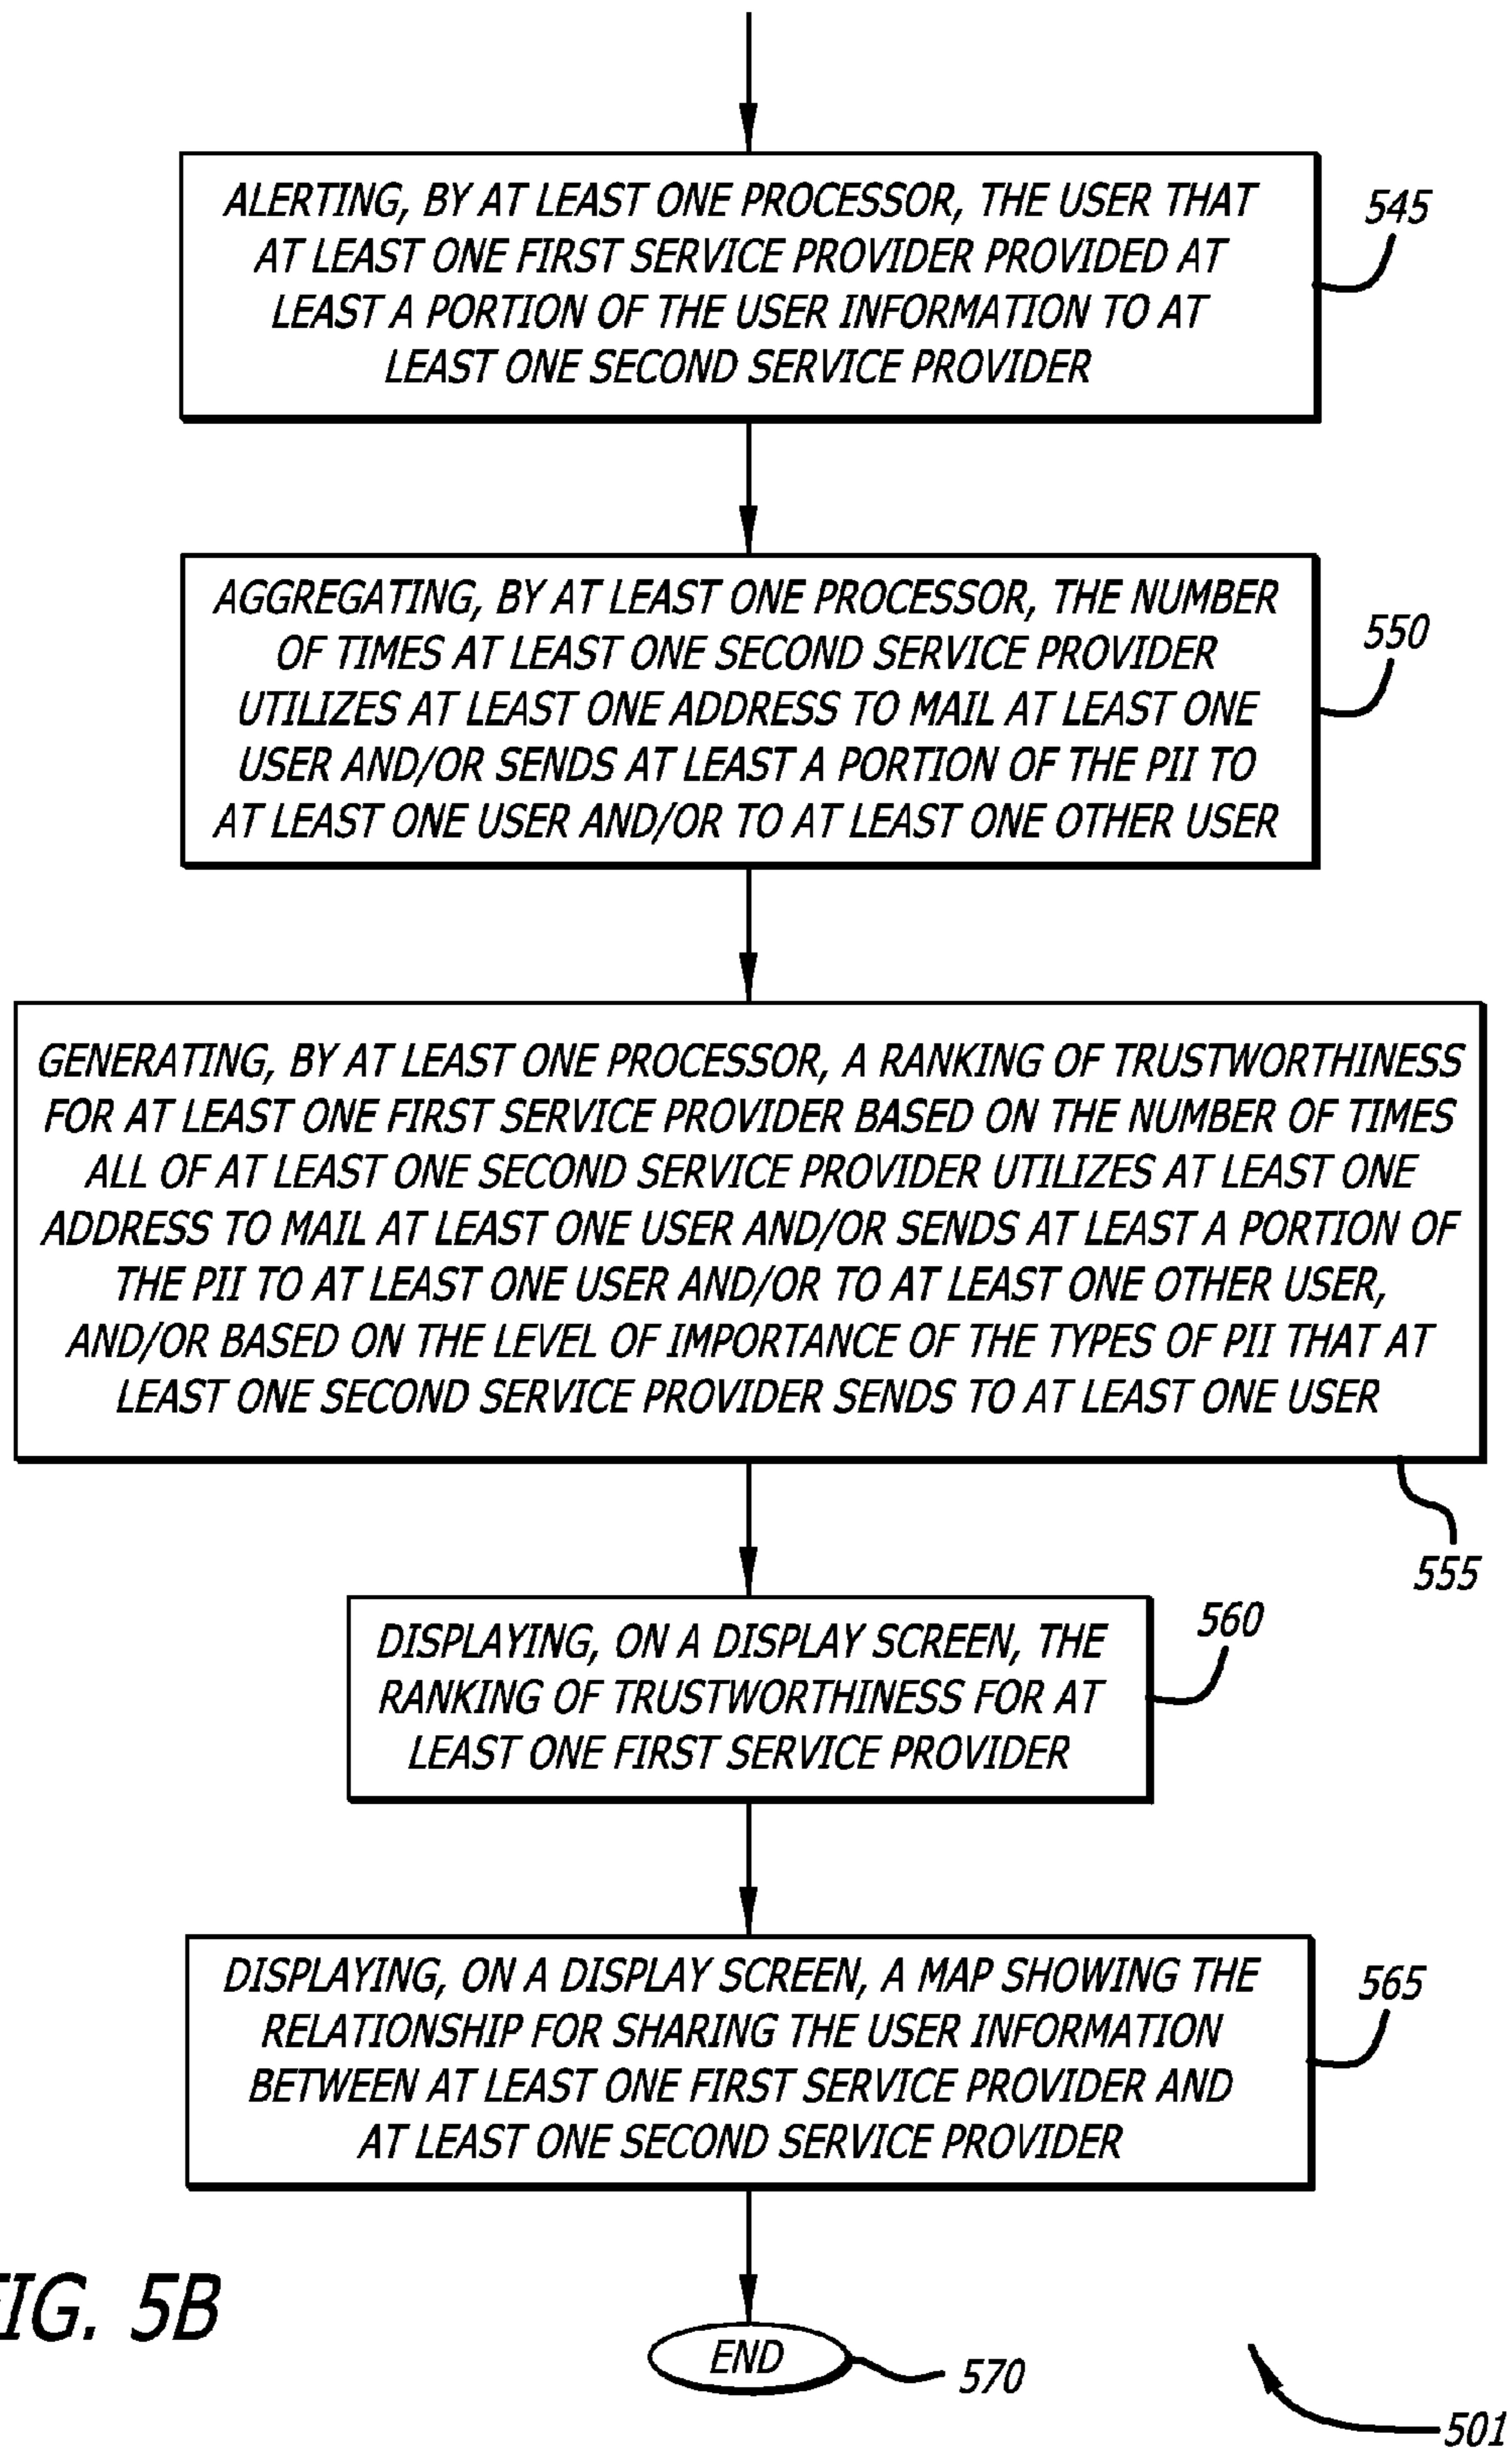 ALERTING, BY AT LEAST ONE PROCESSOR, THE USER THAT
AT LEAST ONE FIRST SERVICE PROVIDER PROVIDED AT
LEAST A PORTION OF THE USER INFORMATION TO AT
LEAST ONE SECOND SERVICE PROVIDER
545
AGGREGATING, BY AT LEAST ONE PROCESSOR, THE NUMBER
OF TIMES AT LEAST ONE SECOND SERVICE PROVIDER
UTILIZES AT LEAST ONE ADDRESS TO MAIL AT LEAST ONE
USER AND/OR SENDS AT LEAST A PORTION OF THE PII TO
AT LEAST ONE USER AND/OR TO AT LEAST ONE OTHER USER
550
GENERATING, BY AT LEAST ONE PROCESSOR, A RANKING OF TRUSTWORTHINESS
FOR AT LEAST ONE FIRST SERVICE PROVIDER BASED ON THE NUMBER OF TIMES
ALL OF AT LEAST ONE SECOND SERVICE PROVIDER UTILIZES AT LEAST ONE
ADDRESS TO MAIL AT LEAST ONE USER AND/OR SENDS AT LEAST A PORTION OF
THE PII TO AT LEAST ONE USER AND/OR TO AT LEAST ONE OTHER USER,
AND/OR BASED ON THE LEVEL OF IMPORTANCE OF THE TYPES OF PII THAT AT
LEAST ONE SECOND SERVICE PROVIDER SENDS TO AT LEAST ONE USER
555
DISPLAYING, ON A DISPLAY SCREEN, THE
RANKING OF TRUSTWORTHINESS FOR AT
LEAST ONE FIRST SERVICE PROVIDER
560
DISPLAYING, ON A DISPLAY SCREEN, A MAP SHOWING THE
RELATIONSHIP FOR SHARING THE USER INFORMATION
BETWEEN AT LEAST ONE FIRST SERVICE PROVIDER AND
AT LEAST ONE SECOND SERVICE PROVIDER
565
FIG. 5B
END
570
501